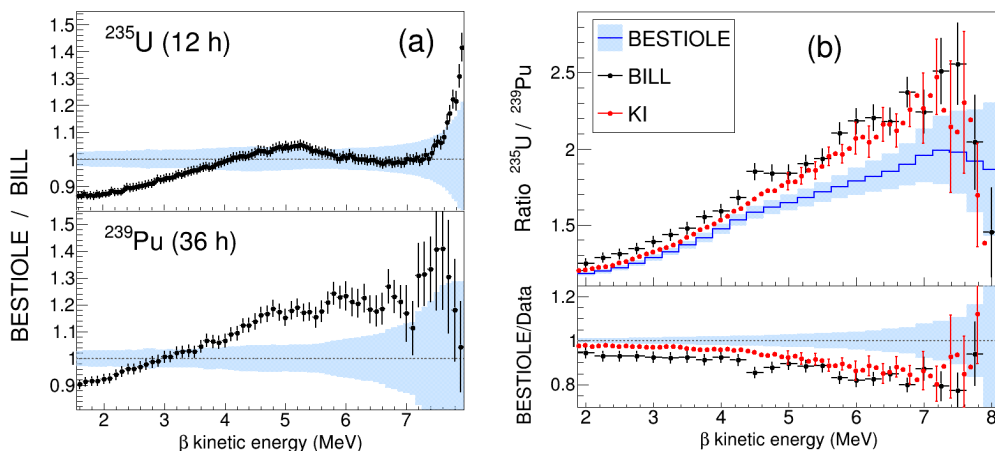 BESTIOLE / BILL
1.5
1.4
1.3
1.2
1.1
1
0.9
²³⁵U (12 h)
(a)
1.5
1.4
1.3
1.2
1.1
1
0.9
²³⁹Pu (36 h)
2 3 4 5 6 7
β kinetic energy (MeV)
Ratio ²³⁵U / ²³⁹Pu
2.5
2
1.5
BESTIOLE
BILL
KI
(b)
BESTIOLE/Data
1.2
1
0.8
2 3 4 5 6 7 8
β kinetic energy (MeV)